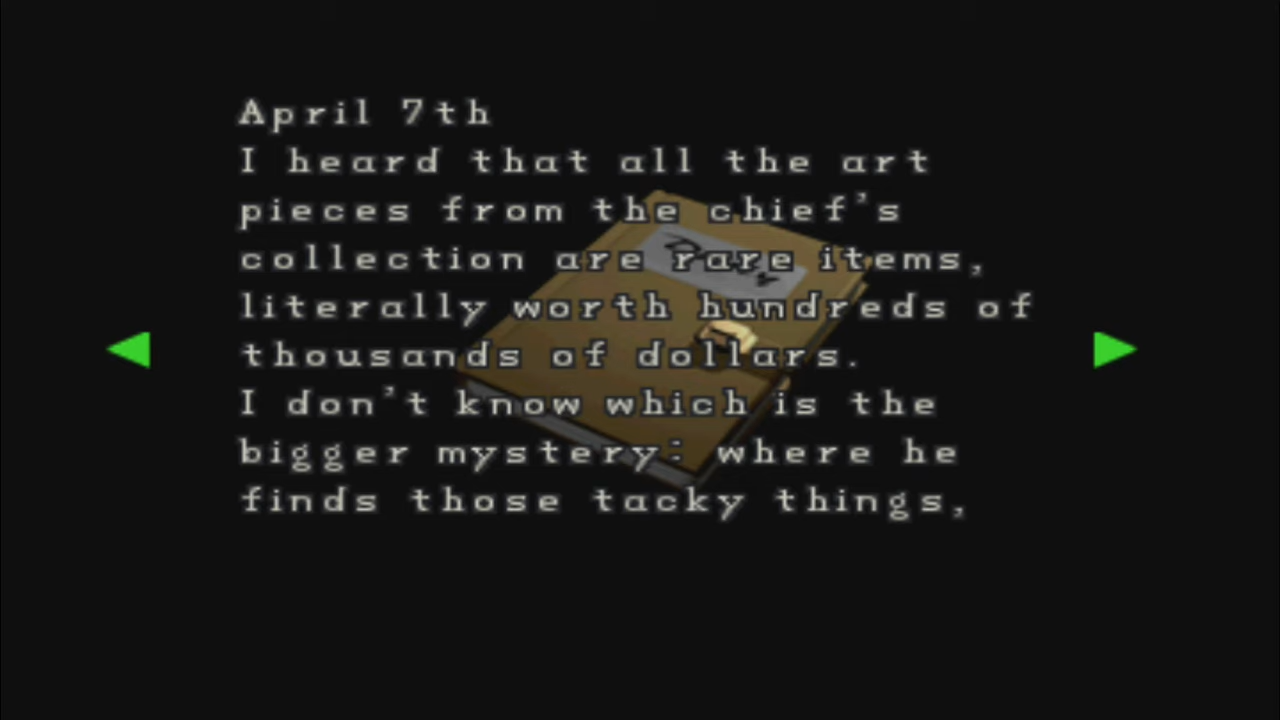 April 7th
I heard that all the art
pieces from the chief's
collection are rare items,
literally worth hundreds of
thousands of dollars.
I don't know which is the
bigger mystery: where he
finds those tacky things,